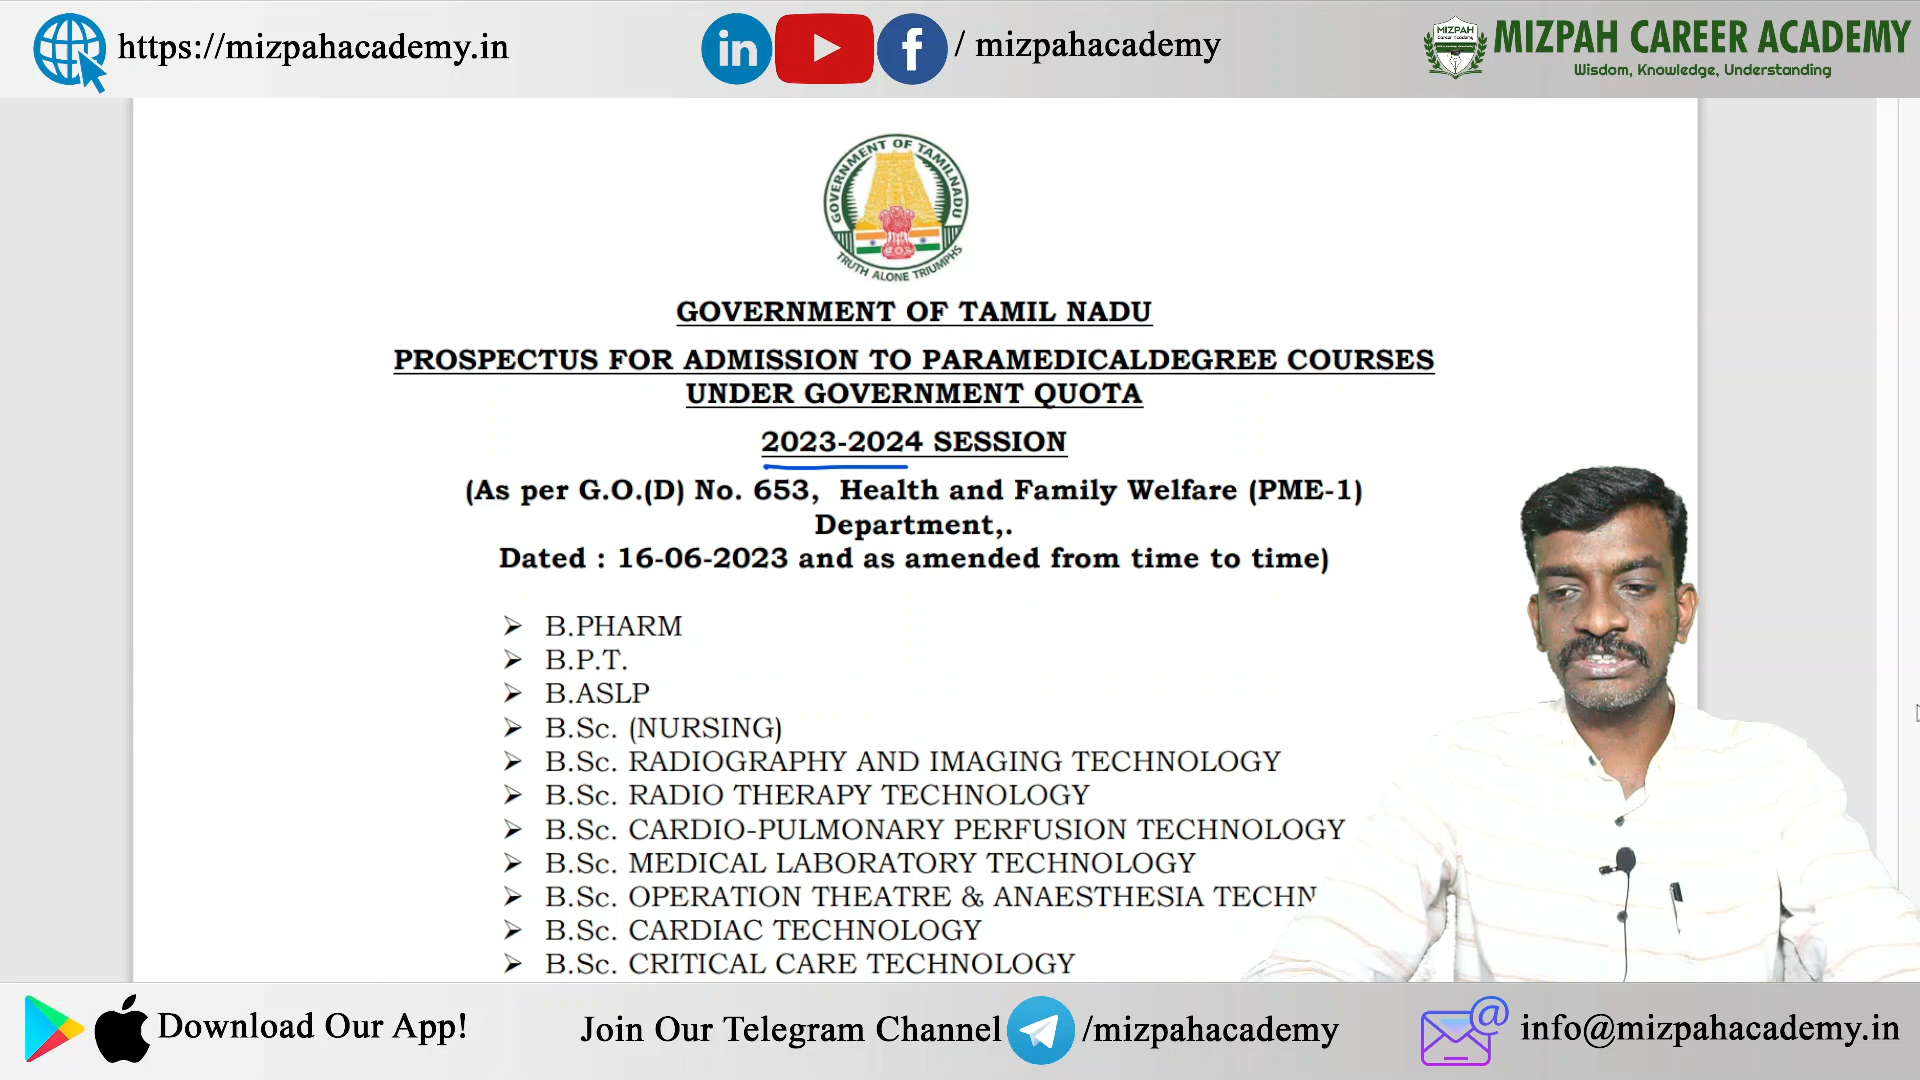 https://mizpahacademy.in
in f / mizpahacademy
MIZPAH Career Academy
MIZPAH CAREER ACADEMY
Wisdom, Knowledge, Understanding
GOVERNMENT OF TAMILNADU
TRUTH ALONE TRIUMPHS
GOVERNMENT OF TAMIL NADU
PROSPECTUS FOR ADMISSION TO PARAMEDICALDEGREE COURSES
UNDER GOVERNMENT QUOTA
2023-2024 SESSION
(As per G.O.(D) No. 653, Health and Family Welfare (PME-1)
Department,.
Dated : 16-06-2023 and as amended from time to time)
➢ B.PHARM
➢ B.P.T.
➢ B.ASLP
➢ B.Sc. (NURSING)
➢ B.Sc. RADIOGRAPHY AND IMAGING TECHNOLOGY
➢ B.Sc. RADIO THERAPY TECHNOLOGY
➢ B.Sc. CARDIO-PULMONARY PERFUSION TECHNOLOGY
➢ B.Sc. MEDICAL LABORATORY TECHNOLOGY
➢ B.Sc. OPERATION THEATRE & ANAESTHESIA TECHN
➢ B.Sc. CARDIAC TECHNOLOGY
➢ B.Sc. CRITICAL CARE TECHNOLOGY
Download Our App!
Join Our Telegram Channel /mizpahacademy
@ info@mizpahacademy.in